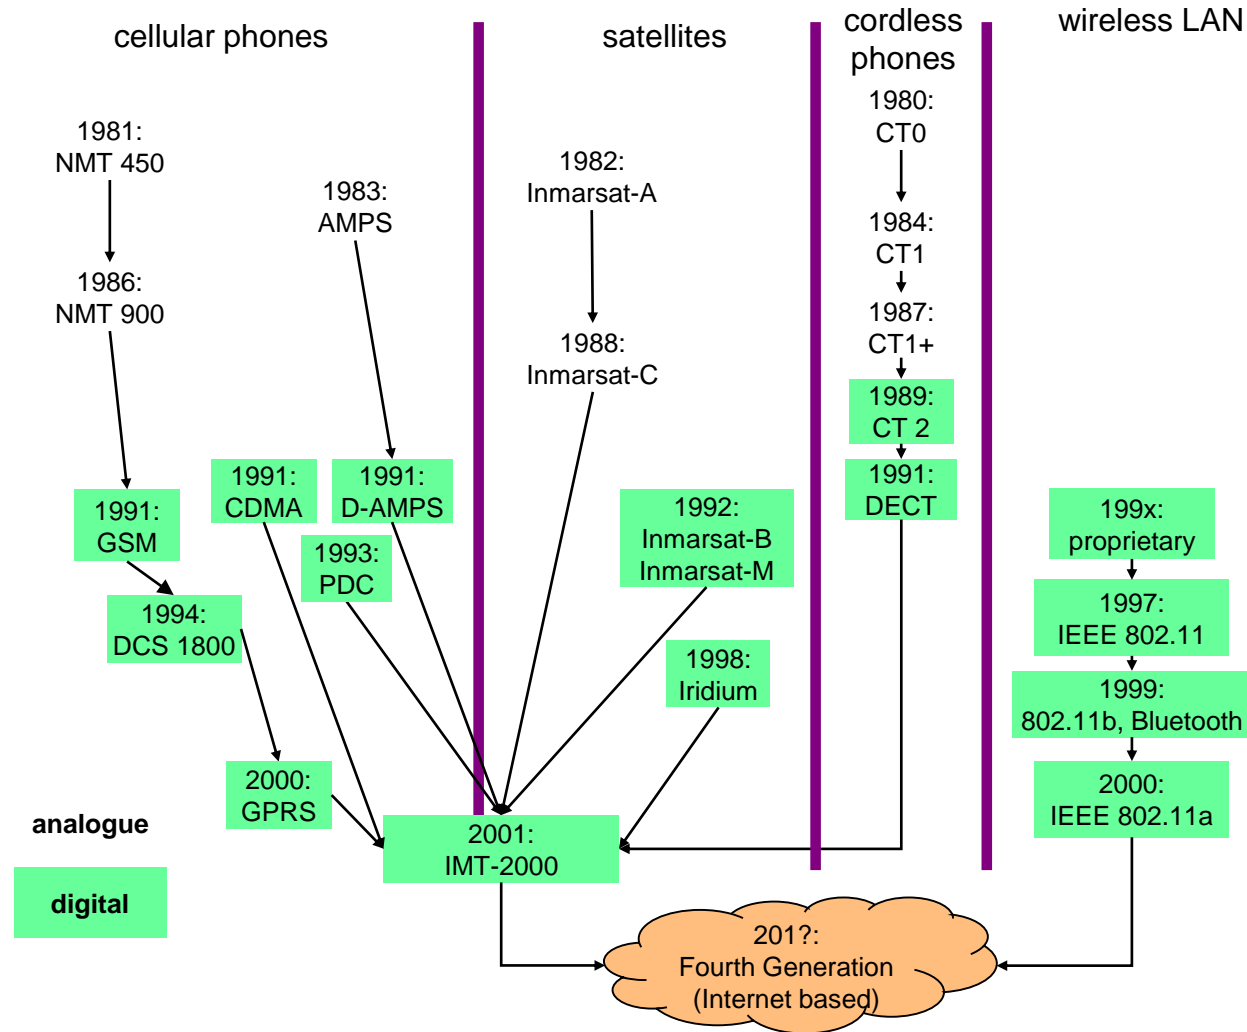 cellular phones
satellites
cordless
phones
wireless LAN
1981:
NMT 450
1986:
NMT 900
1983:
AMPS
1991:
GSM
1994:
DCS 1800
2000:
GPRS
1991:
CDMA
1991:
D-AMPS
1993:
PDC
1982:
Inmarsat-A
1988:
Inmarsat-C
1992:
Inmarsat-B
Inmarsat-M
1998:
Iridium
1980:
CT0
1984:
CT1
1987:
CT1+
1989:
CT 2
1991:
DECT
199x:
proprietary
1997:
IEEE 802.11
1999:
802.11b, Bluetooth
2000:
IEEE 802.11a
2001:
IMT-2000
analogue
digital
201?:
Fourth Generation
(Internet based)